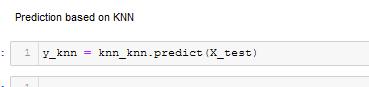 Prediction based on KNN
: 1 y_knn = knn_knn.predict(X_test)
1